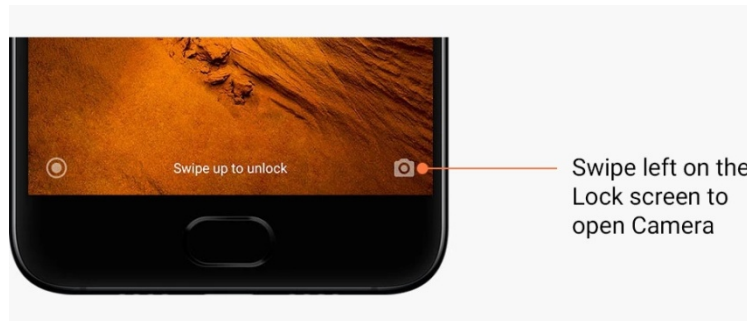 Swipe up to unlock
Swipe left on the
Lock screen to
open Camera